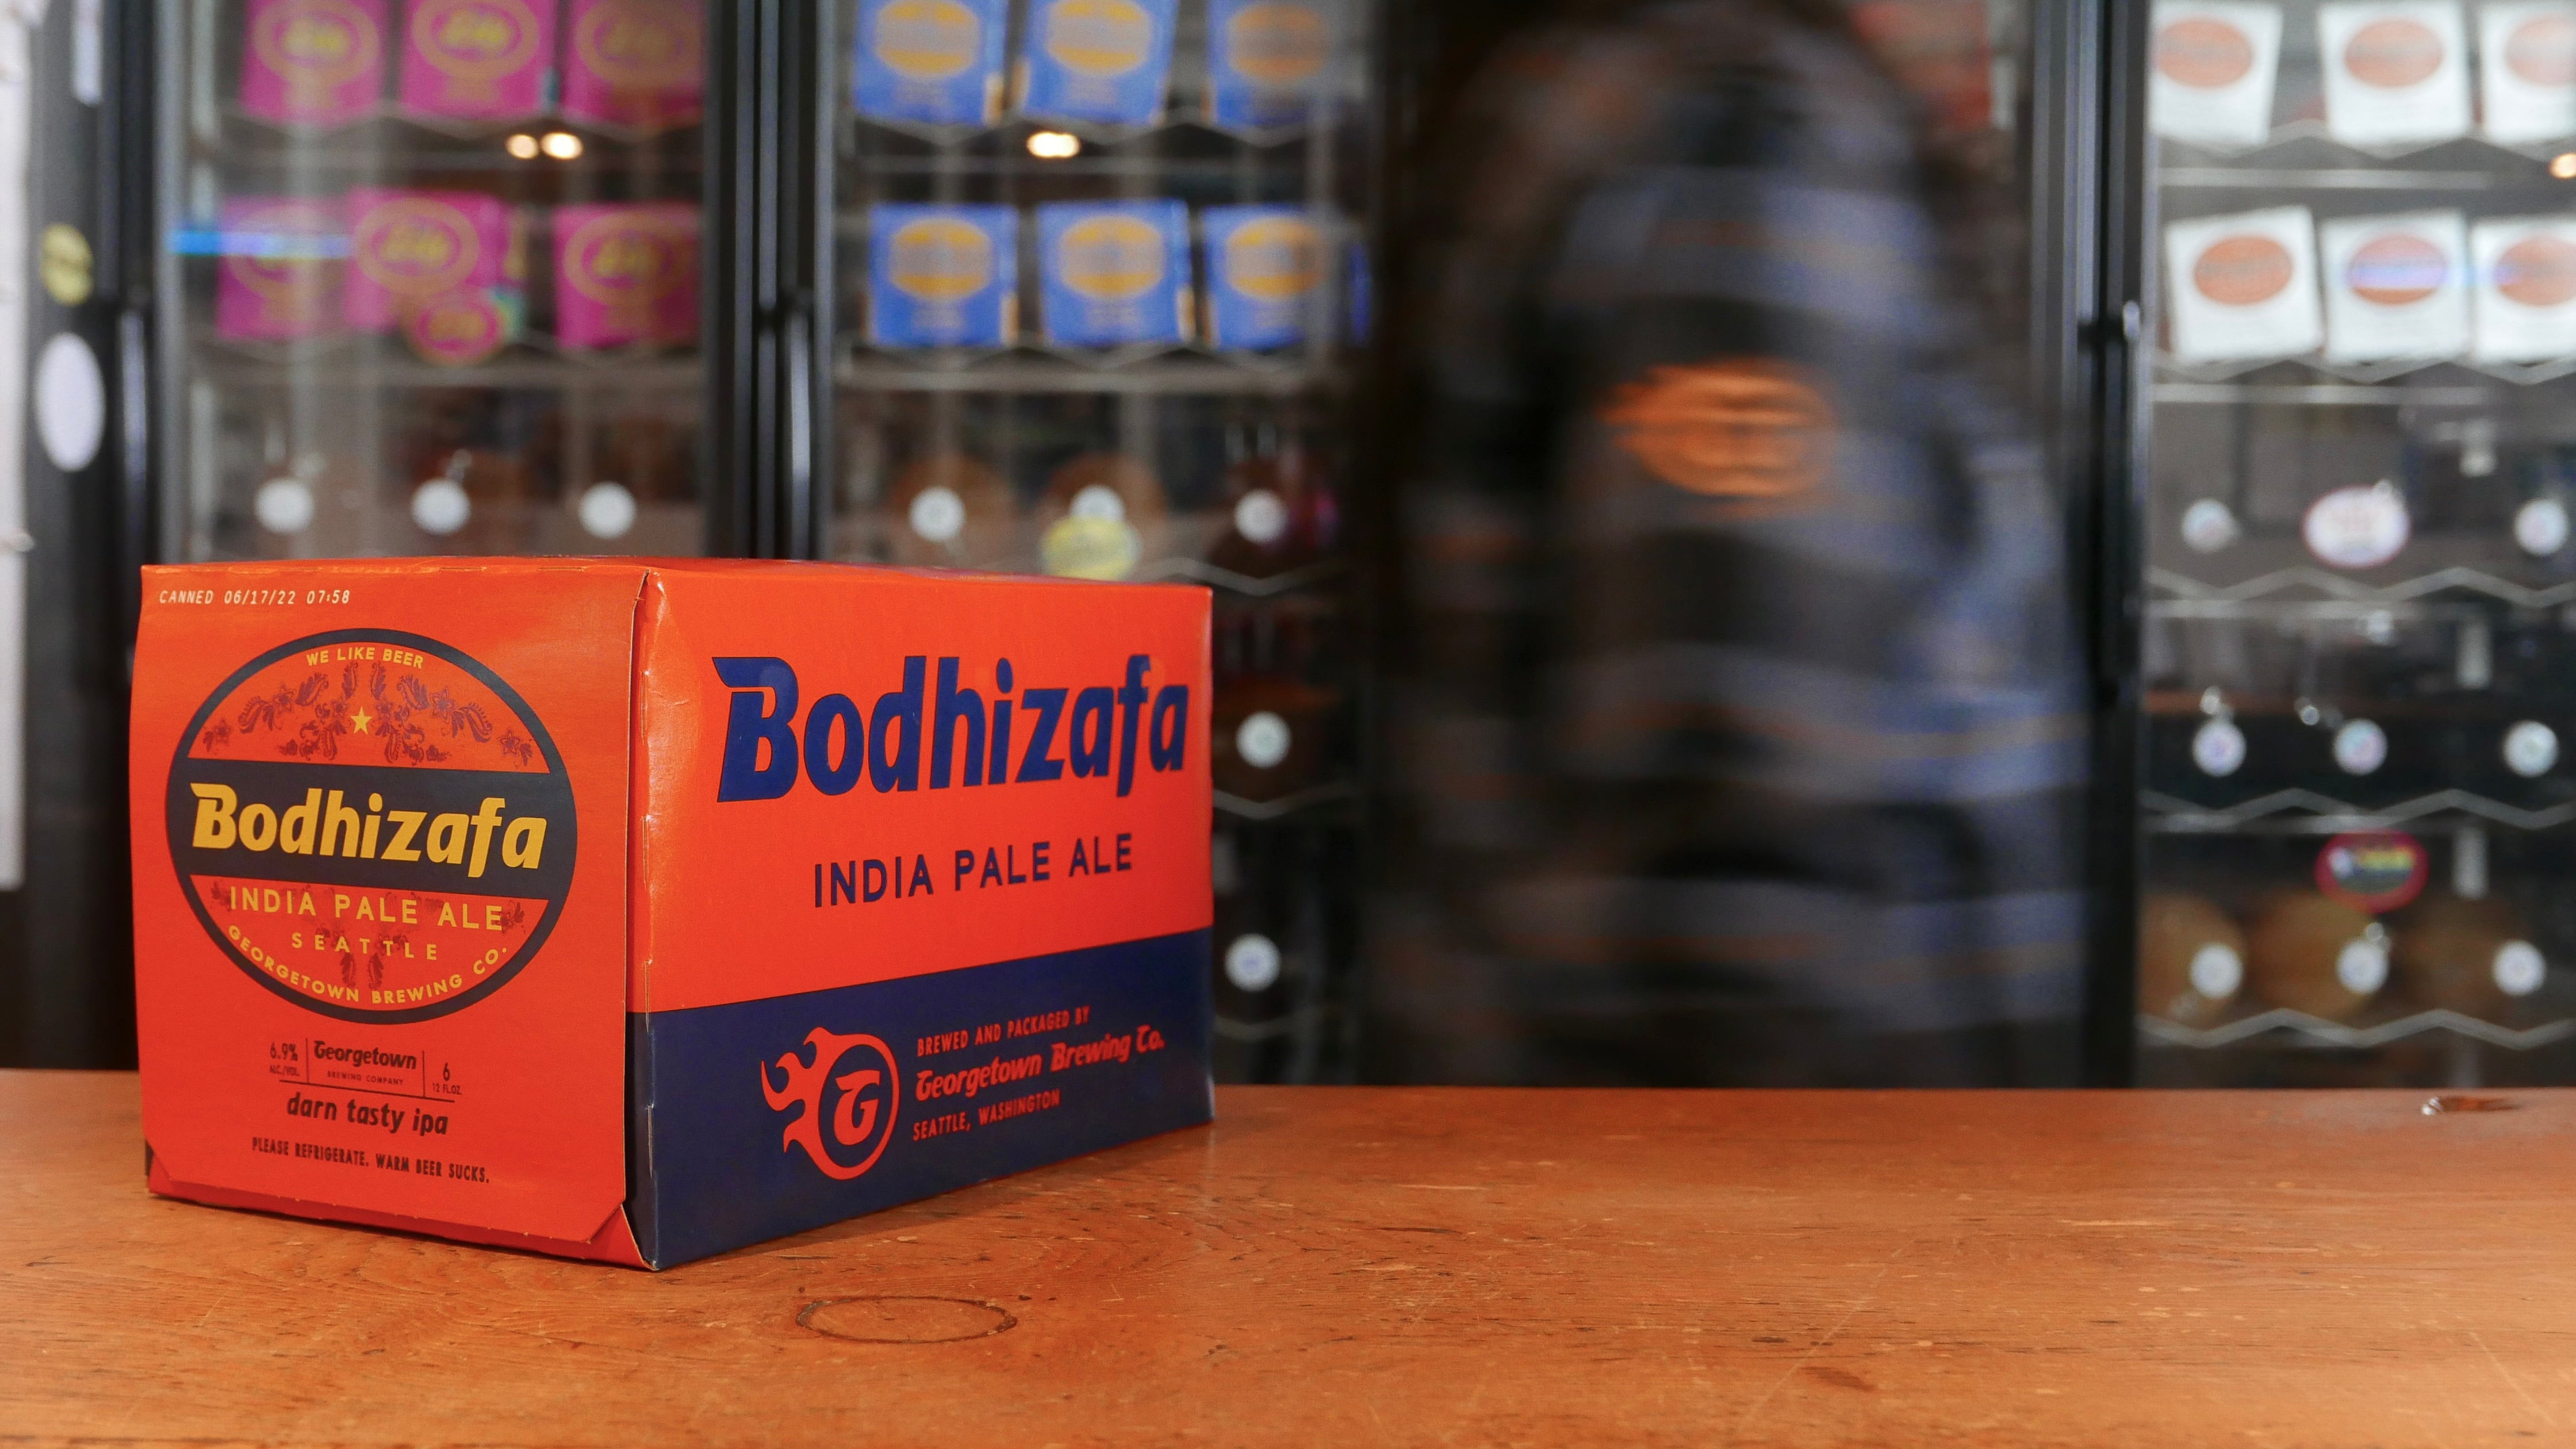 CANNED 06/17/22 07:58
WE LIKE BEER
Bodhizafa
INDIA PALE ALE
SEATTLE
GEORGETOWN BREWING CO.
6.9%
ALC./VOL.
Georgetown
BREWING COMPANY
6
12 FL.OZ.
darn tasty ipa
PLEASE REFRIGERATE. WARM BEER SUCKS.
Bodhizafa
INDIA PALE ALE
G
BREWED AND PACKAGED BY
Georgetown Brewing Co.
SEATTLE, WASHINGTON